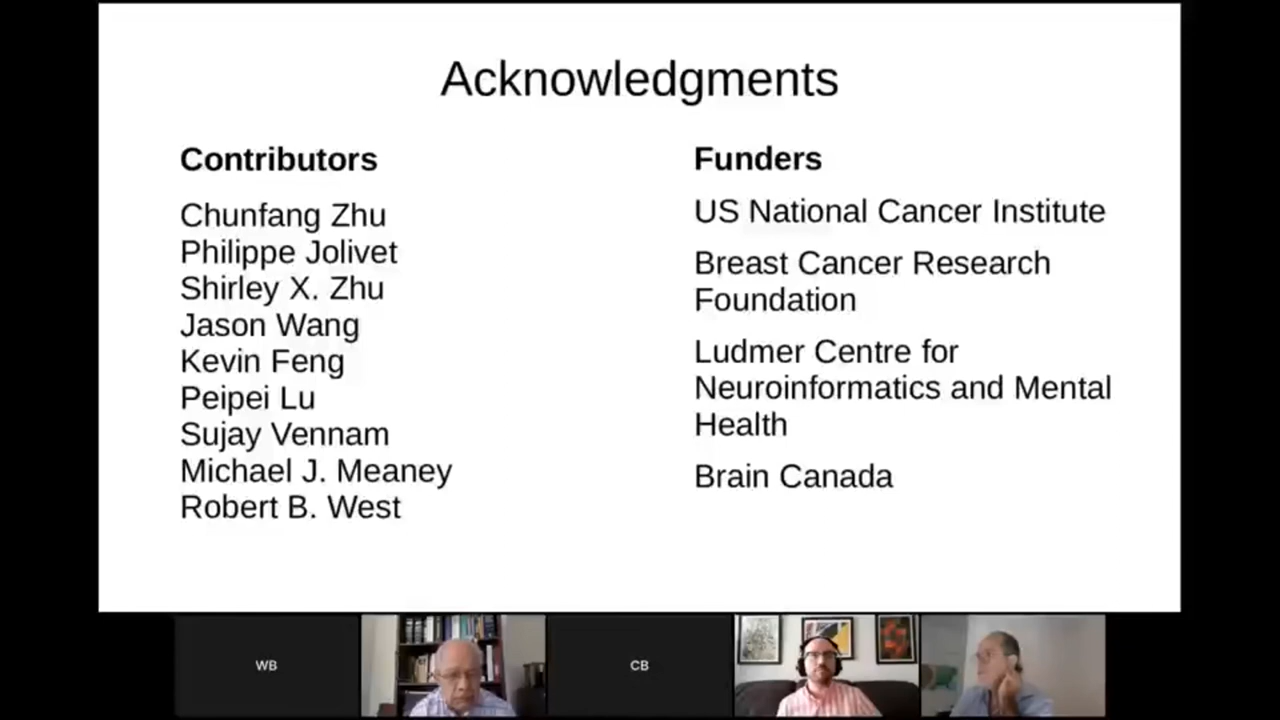 Acknowledgments
Contributors
Chunfang Zhu
Philippe Jolivet
Shirley X. Zhu
Jason Wang
Kevin Feng
Peipei Lu
Sujay Vennam
Michael J. Meaney
Robert B. West
Funders
US National Cancer Institute
Breast Cancer Research
Foundation
Ludmer Centre for
Neuroinformatics and Mental
Health
Brain Canada
WB
CB